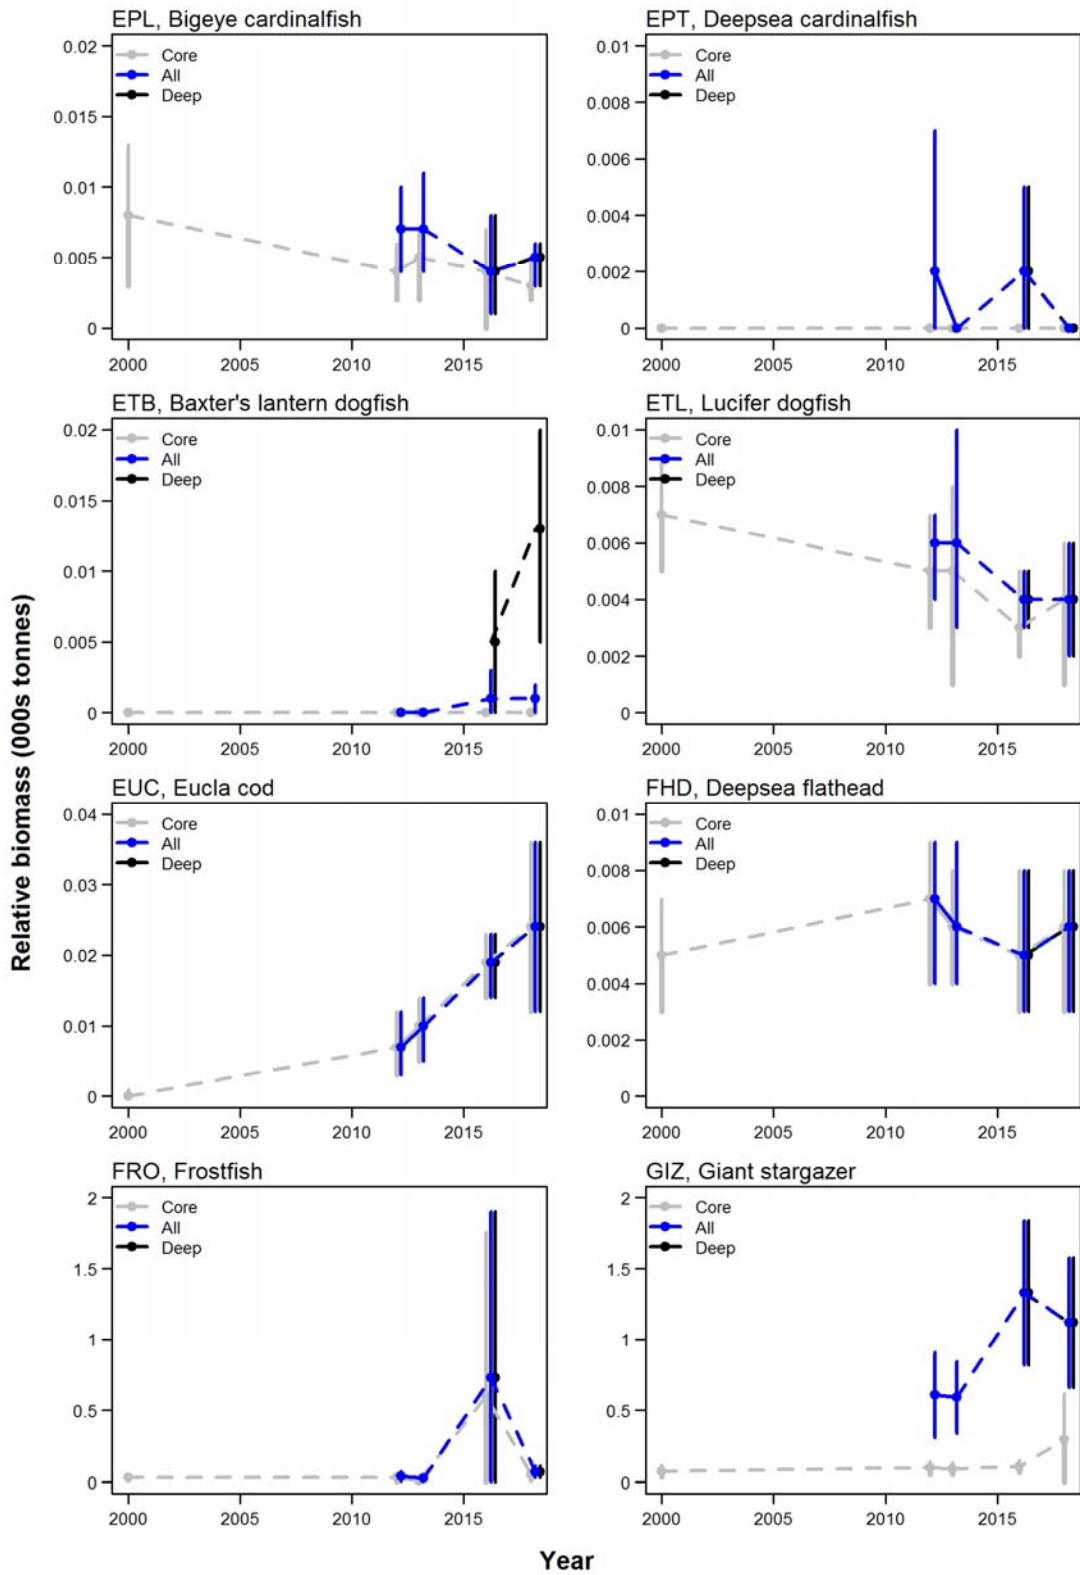 EPL, Bigeye cardinalfish
Core
All
Deep
0.02
0.015
0.01
0.005
0
2000 2005 2010 2015
EPT, Deepsea cardinalfish
Core
All
Deep
0.01
0.008
0.006
0.004
0.002
0
2000 2005 2010 2015
ETB, Baxter's lantern dogfish
Core
All
Deep
0.02
0.015
0.01
0.005
0
2000 2005 2010 2015
ETL, Lucifer dogfish
Core
All
Deep
0.01
0.008
0.006
0.004
0.002
0
2000 2005 2010 2015
Relative biomass (000s tonnes)
EUC, Eucla cod
Core
All
Deep
0.04
0.03
0.02
0.01
0
2000 2005 2010 2015
FHD, Deepsea flathead
Core
All
Deep
0.01
0.008
0.006
0.004
0.002
0
2000 2005 2010 2015
FRO, Frostfish
Core
All
Deep
2
1.5
1
0.5
0
2000 2005 2010 2015
GIZ, Giant stargazer
Core
All
Deep
2
1.5
1
0.5
0
2000 2005 2010 2015
Year